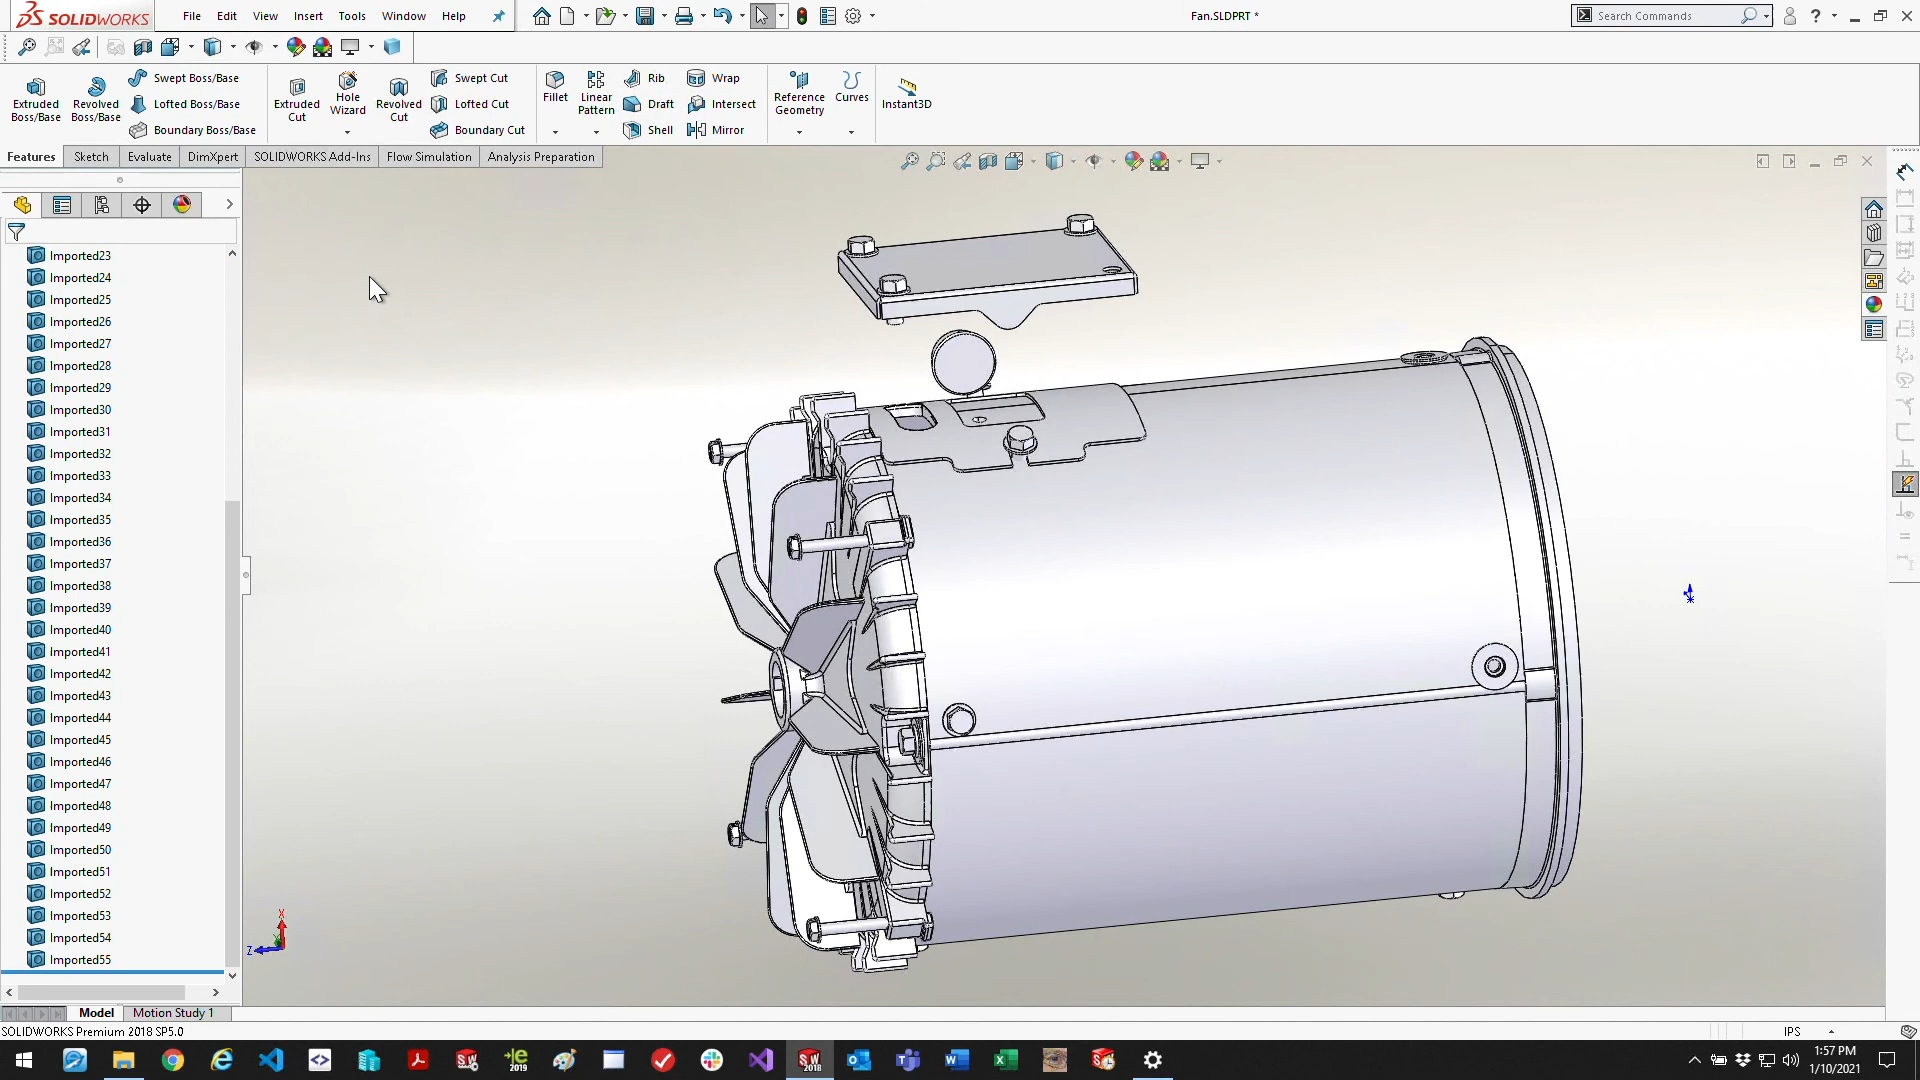 SOLIDWORKS File Edit View Insert Tools Window Help Fan.SLDPRT * Search Commands ?
Extruded Boss/Base
Revolved Boss/Base
Swept Boss/Base
Lofted Boss/Base
Boundary Boss/Base
Extruded Cut
Hole Wizard
Revolved Cut
Swept Cut
Lofted Cut
Boundary Cut
Fillet
Linear Pattern
Rib
Draft
Shell
Wrap
Intersect
Mirror
Reference Geometry
Curves
Instant3D
Features Sketch Evaluate DimXpert SOLIDWORKS Add-Ins Flow Simulation Analysis Preparation
Imported23
Imported24
Imported25
Imported26
Imported27
Imported28
Imported29
Imported30
Imported31
Imported32
Imported33
Imported34
Imported35
Imported36
Imported37
Imported38
Imported39
Imported40
Imported41
Imported42
Imported43
Imported44
Imported45
Imported46
Imported47
Imported48
Imported49
Imported50
Imported51
Imported52
Imported53
Imported54
Imported55
X
Z
Model Motion Study 1
SOLIDWORKS Premium 2018 SP5.0 IPS
SW
2019
SW
2018
1:57 PM
1/10/2021